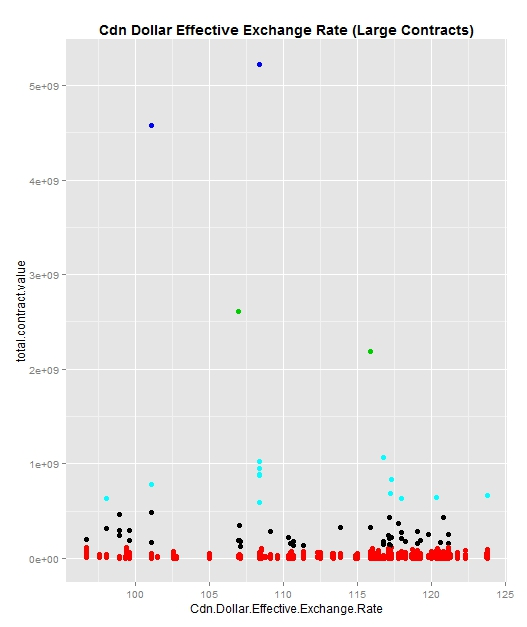 Cdn Dollar Effective Exchange Rate (Large Contracts)
5e+09
4e+09
3e+09
2e+09
1e+09
0e+00
total.contract.value
100 105 110 115 120 125
Cdn.Dollar.Effective.Exchange.Rate